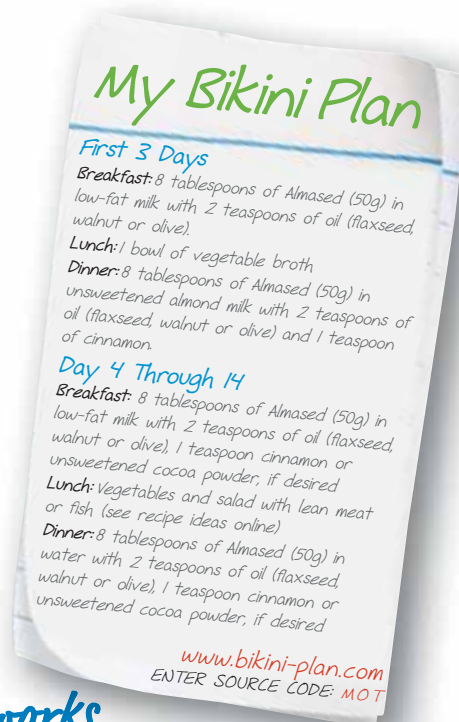 My Bikini Plan
First 3 Days
Breakfast: 8 tablespoons of Almased (50g) in
low-fat milk with 2 teaspoons of oil (flaxseed,
walnut or olive).
Lunch: 1 bowl of vegetable broth
Dinner: 8 tablespoons of Almased (50g) in
unsweetened almond milk with 2 teaspoons of
oil (flaxseed, walnut or olive) and 1 teaspoon
of cinnamon.
Day 4 Through 14
Breakfast: 8 tablespoons of Almased (50g) in
low-fat milk with 2 teaspoons of oil (flaxseed,
walnut or olive), 1 teaspoon cinnamon or
unsweetened cocoa powder, if desired
Lunch: Vegetables and salad with lean meat
or fish (see recipe ideas online)
Dinner: 8 tablespoons of Almased (50g) in
water with 2 teaspoons of oil (flaxseed,
walnut or olive), 1 teaspoon cinnamon or
unsweetened cocoa powder, if desired
www.bikini-plan.com
ENTER SOURCE CODE: MOT